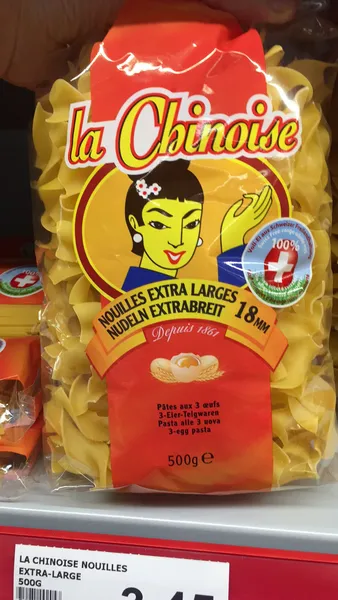 la Chinoise
100%
NOUILLES EXTRA LARGES
NUDELN EXTRABREIT
18MM
Depuis 1861
Pâtes aux 3 œufs
3-Eier-Teigwaren
Pasta alle 3 uova
3-egg pasta
500g e
LA CHINOISE NOUILLES
EXTRA-LARGE
500G